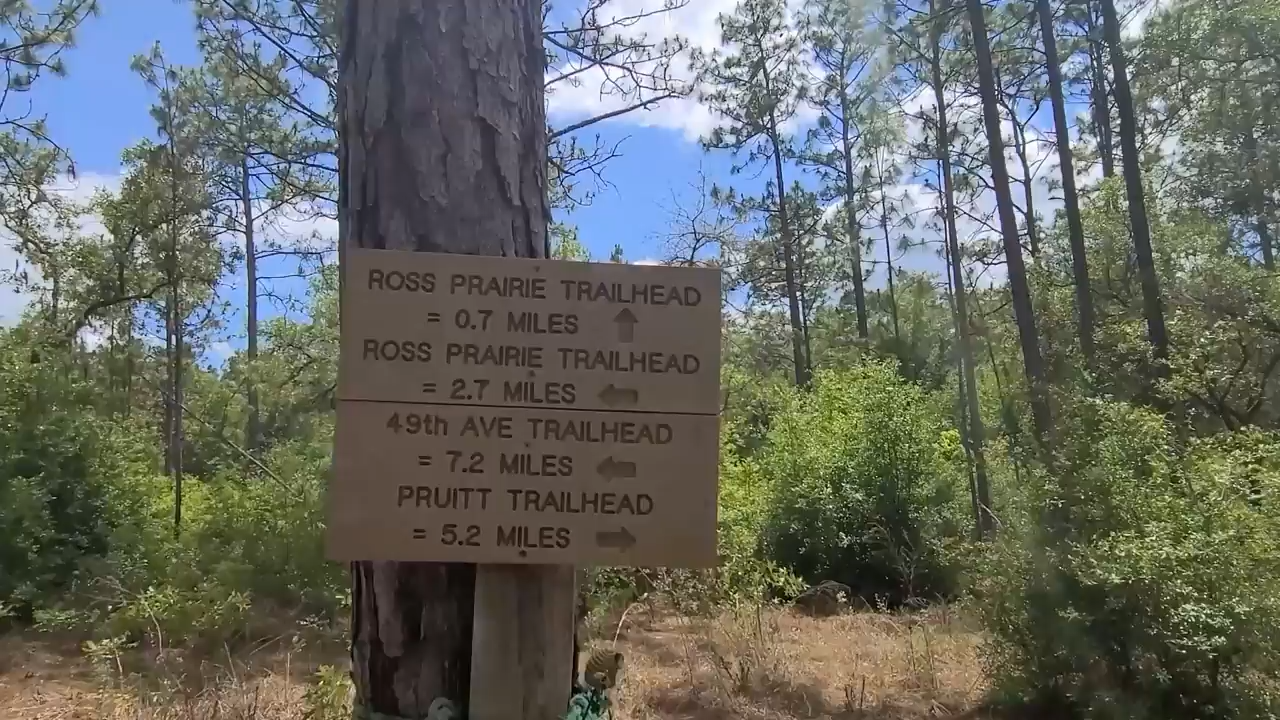 ROSS PRAIRIE TRAILHEAD
= 0.7 MILES ↑
ROSS PRAIRIE TRAILHEAD
= 2.7 MILES ←
49th AVE TRAILHEAD
= 7.2 MILES ←
PRUITT TRAILHEAD
= 5.2 MILES →